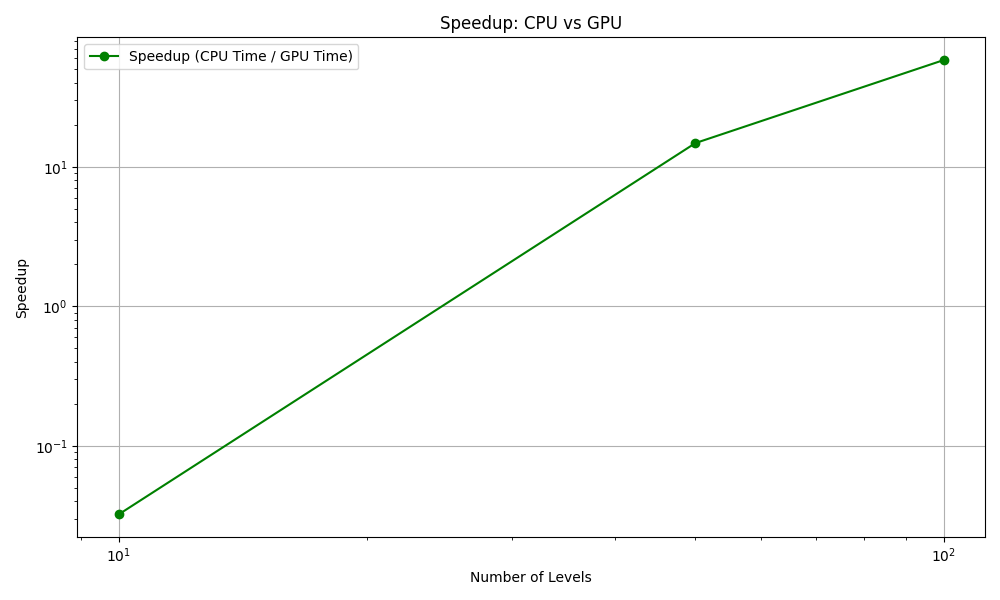 Speedup: CPU vs GPU
Speedup (CPU Time / GPU Time)
10¹
10⁰
10⁻¹
Speedup
10¹ 10²
Number of Levels